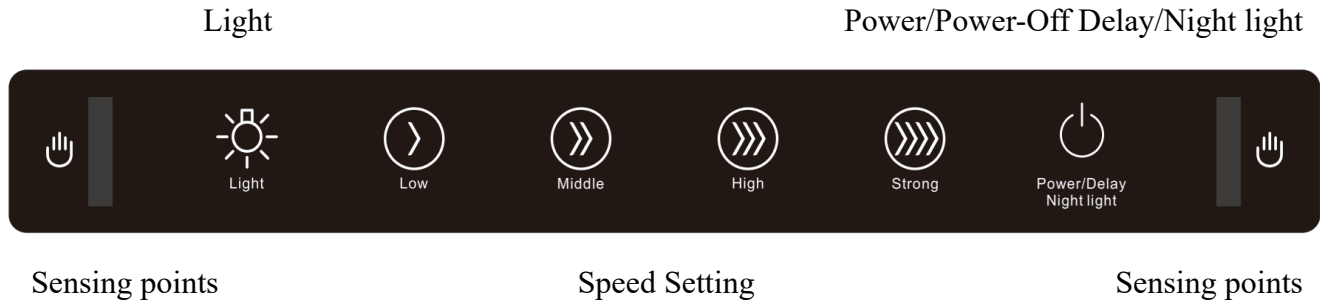 Light Power/Power-Off Delay/Night light
Light Low Middle High Strong Power/Delay
Night light
Sensing points Speed Setting Sensing points